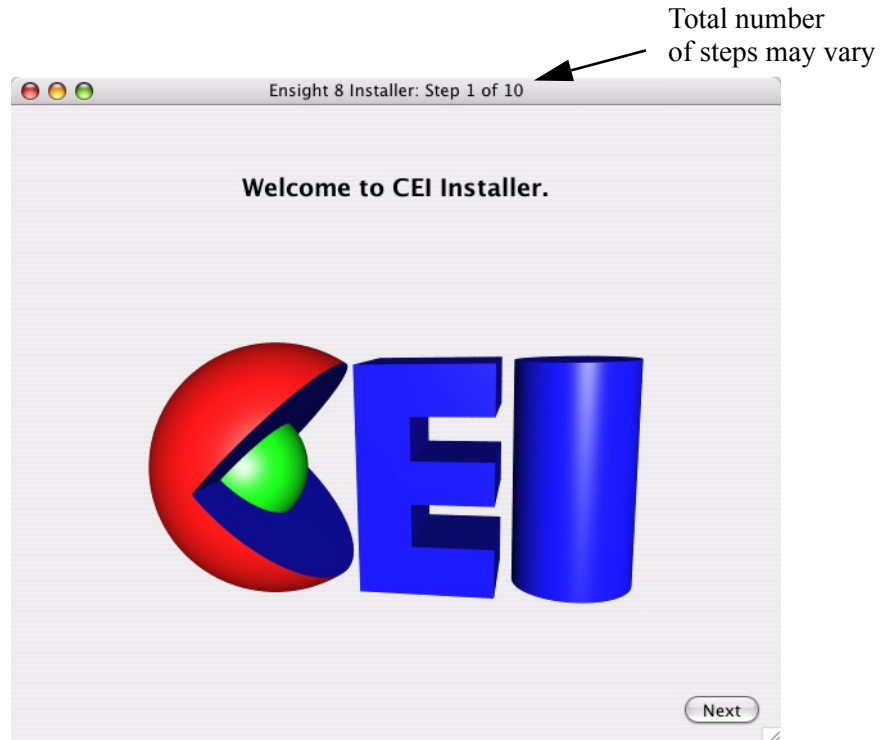 Total number
of steps may vary
Ensight 8 Installer: Step 1 of 10
Welcome to CEI Installer.
CEI
Next